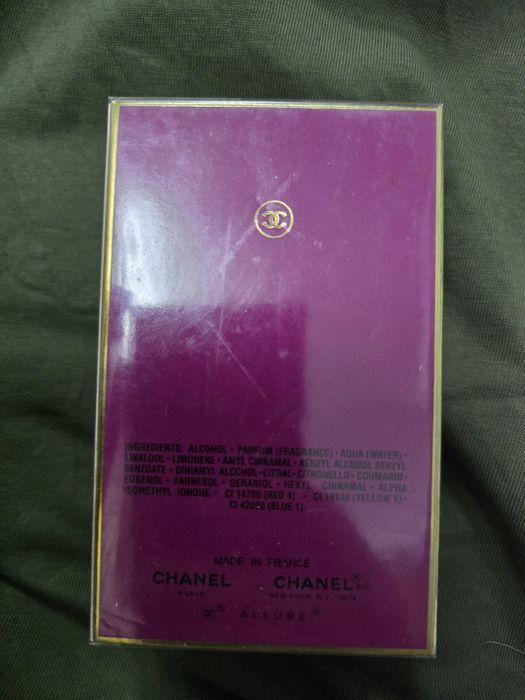 INGREDIENTS: ALCOHOL · PARFUM (FRAGRANCE) · AQUA (WATER) ·
LINALOOL · LIMONENE · AMYL CINNAMAL · BENZYL ALCOHOL BENZYL
BENZOATE · DINIAMYL ALCOHOL · CITRAL · CITRONELLO · COUMARIN ·
EUGENOL · FARNESOL · GERANIOL · HEXYL CINNAMAL · ALPHA
ISOMETHYL IONONE · CI 14700 (RED 4) · CI 19140 (YELLOW 5) ·
CI 42090 (BLUE 1)
MADE IN FRANCE
CHANEL CHANEL®
PARIS NEW YORK, N.Y.
® ALLURE®